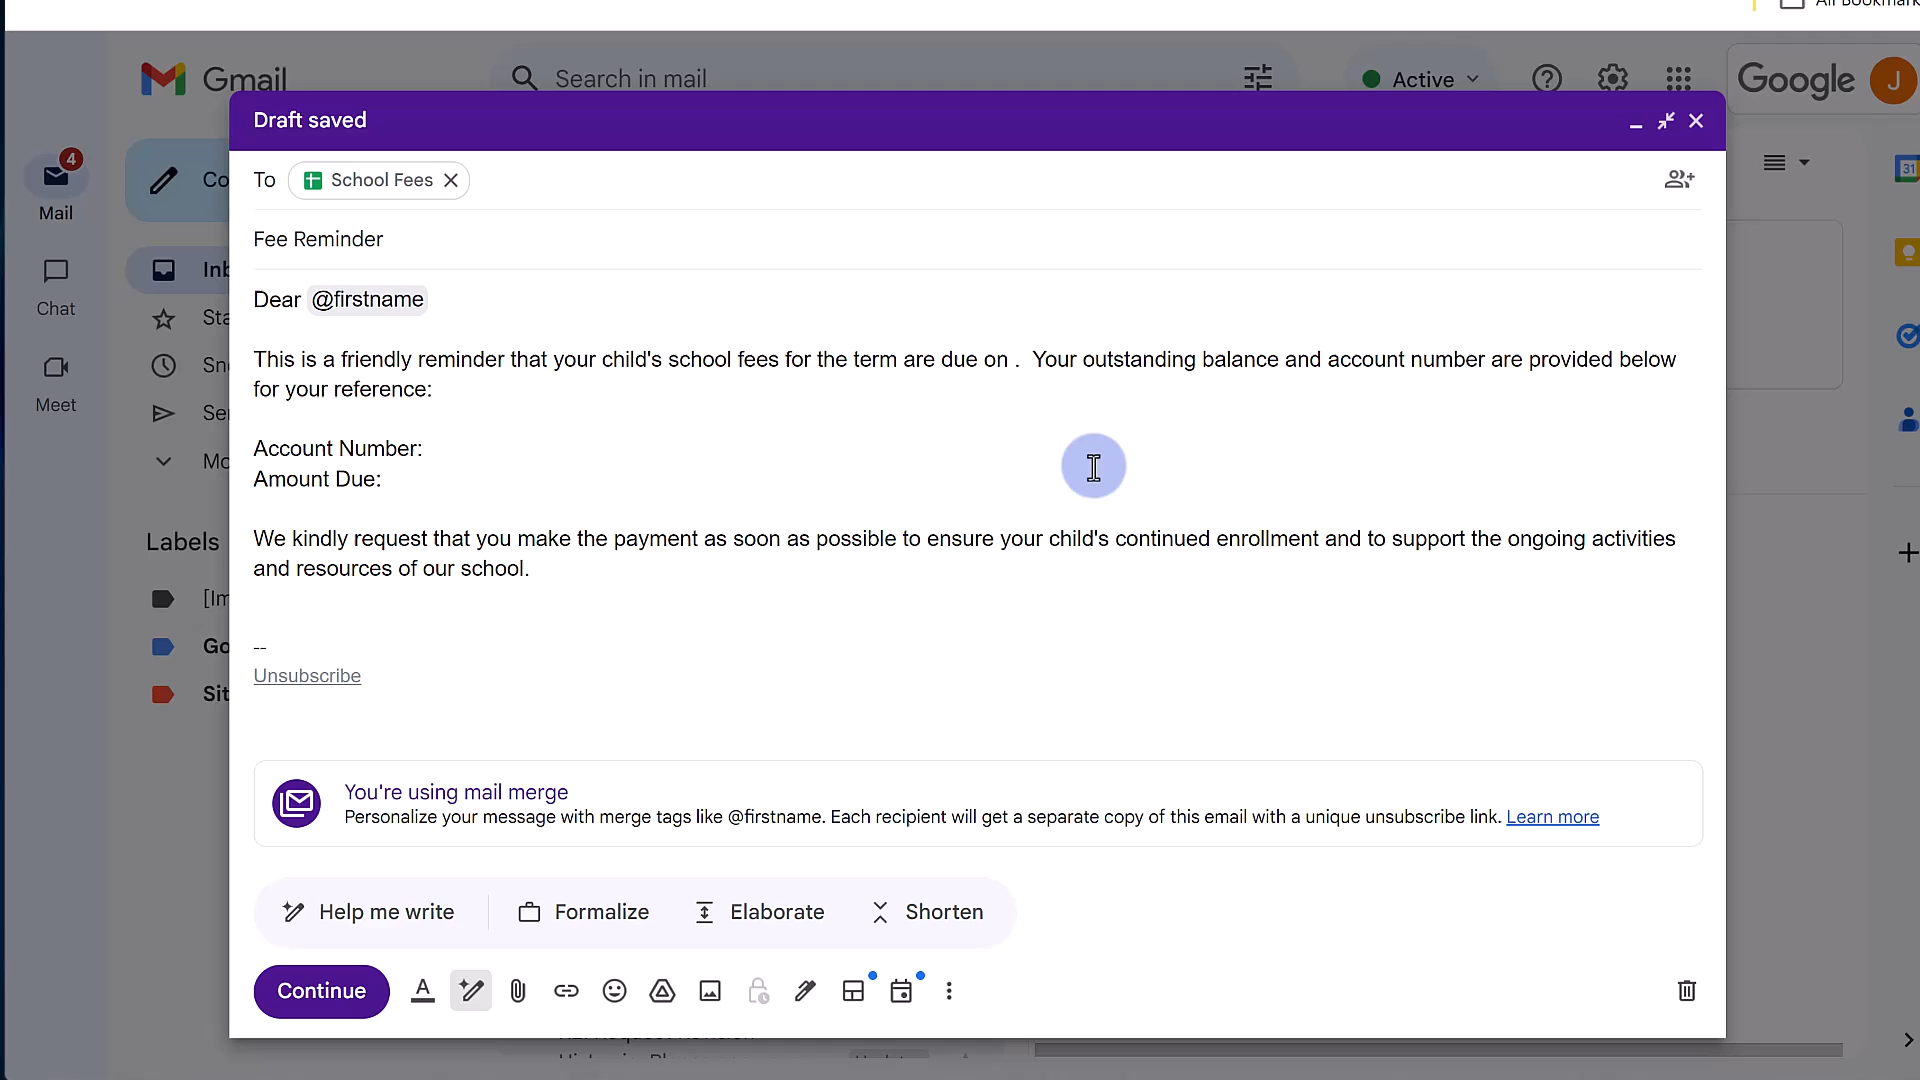 Gmail
Search in mail
Active
Google
J
Draft saved
4
Mail
To
School Fees
31
Fee Reminder
Chat
Dear @firstname
Meet
This is a friendly reminder that your child's school fees for the term are due on .  Your outstanding balance and account number are provided below
for your reference:
Account Number:
Amount Due:
We kindly request that you make the payment as soon as possible to ensure your child's continued enrollment and to support the ongoing activities
and resources of our school.
Labels
--
Unsubscribe
You're using mail merge
Personalize your message with merge tags like @firstname. Each recipient will get a separate copy of this email with a unique unsubscribe link. Learn more
Help me write
Formalize
Elaborate
Shorten
Continue